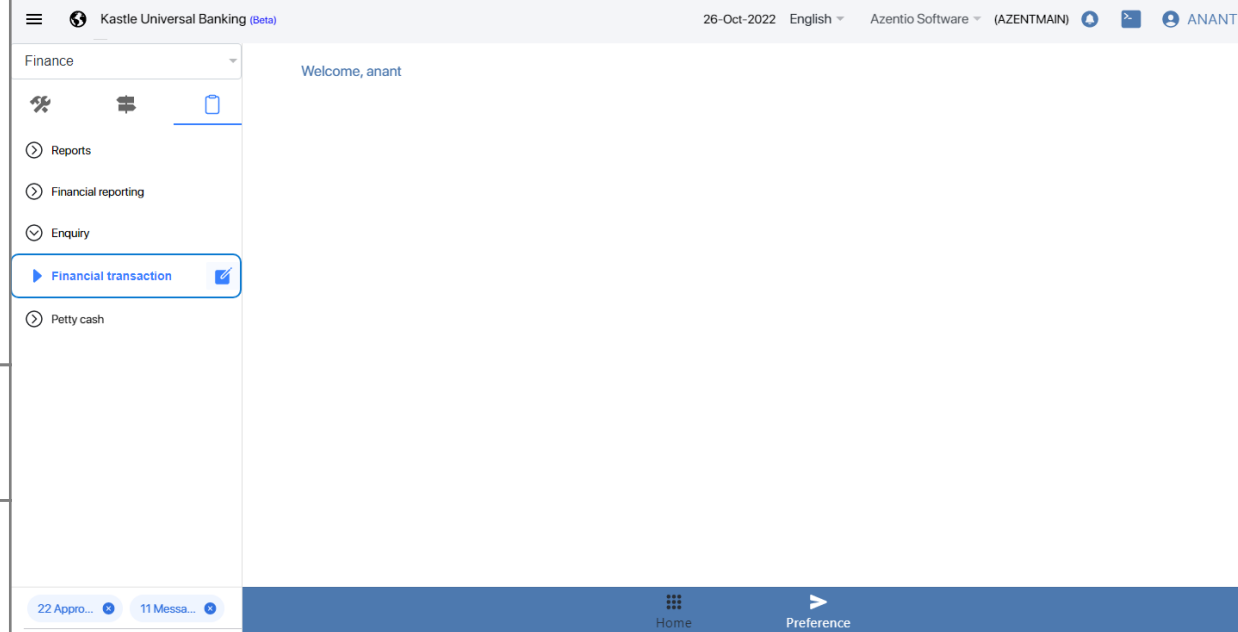 Kastle Universal Banking (Beta) 26-Oct-2022 English Azentio Software (AZENTMAIN) ANANT
Finance
Welcome, anant
Reports
Financial reporting
Enquiry
Financial transaction
Petty cash
22 Appro... 11 Messa...
Home Preference